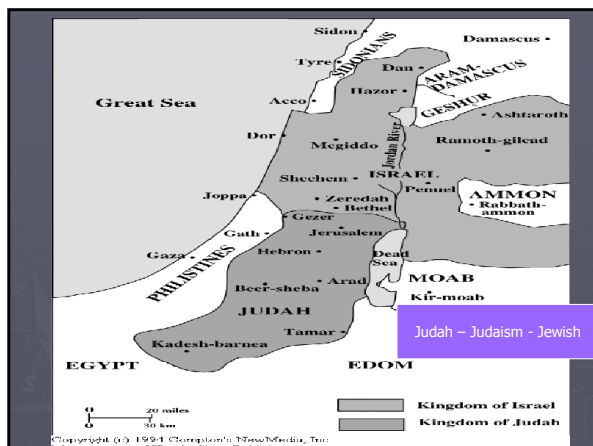 Sidon
Damascus
Tyre
SIDONIANS
Dan
ARAM-
DAMASCUS
Great Sea
Hazor
Acco
GESHUR
Ashtaroth
Dor
Megiddo
Jordan River
Ramoth-gilead
Shechem
ISRAEL
Penuel
Joppa
Zeredah
AMMON
Bethel
Rabbath-
ammon
Gezer
Gath
Jerusalem
Hebron
Dead
Sea
Gaza
PHILISTINES
Arad
MOAB
Beer-sheba
Kir-moab
JUDAH
Judah – Judaism - Jewish
Tamar
Kadesh-barnea
EGYPT
EDOM
0 20 miles
0 30 km
Kingdom of Israel
Kingdom of Judah
Copyright (c) 1994 Compton's NewMedia, Inc